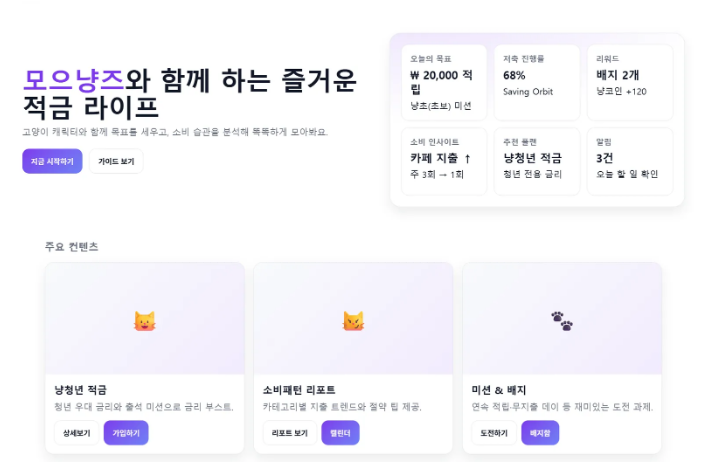 모으냥즈와 함께 하는 즐거운
적금 라이프
고양이 캐릭터와 함께 목표를 세우고, 소비 습관을 분석해 똑똑하게 모아봐요.
지금 시작하기
가이드 보기
오늘의 목표
₩ 20,000 적
립
냥초(초보) 미션
저축 진행률
68%
Saving Orbit
리워드
배지 2개
냥코인 +120
소비 인사이트
카페 지출 ↑
주 3회 → 1회
추천 플랜
냥청년 적금
청년 전용 금리
알림
3건
오늘 할 일 확인
주요 컨텐츠
냥청년 적금
청년 우대 금리와 출석 미션으로 금리 부스트.
상세보기
가입하기
소비패턴 리포트
카테고리별 지출 트렌드와 절약 팁 제공.
리포트 보기
캘린더
미션 & 배지
연속 적립·무지출 데이 등 재미있는 도전 과제.
도전하기
배지함